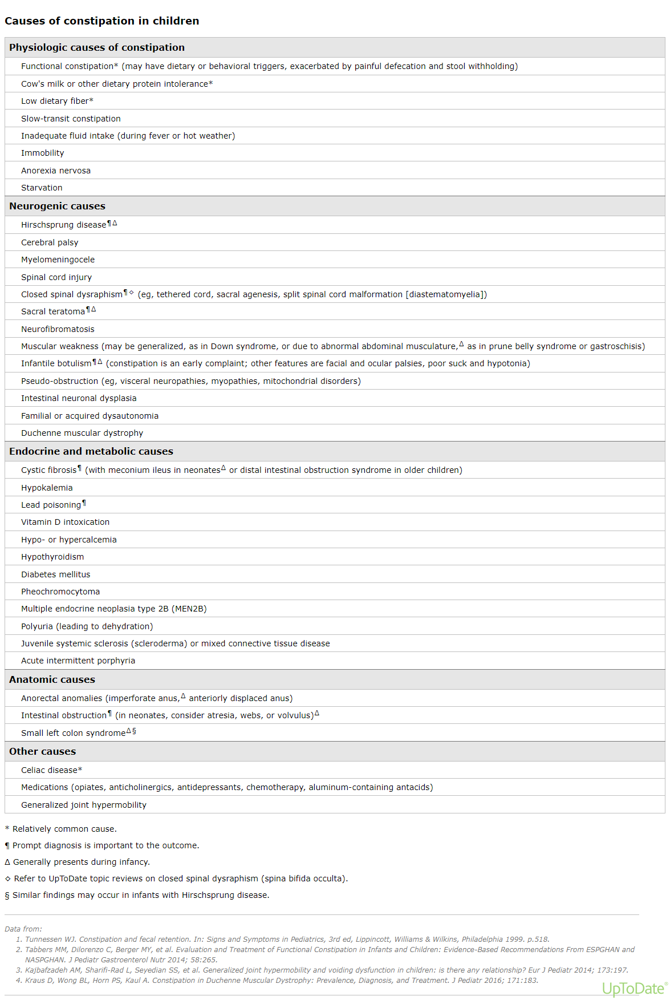 Causes of constipation in children
Physiologic causes of constipation
Functional constipation* (may have dietary or behavioral triggers, exacerbated by painful defecation and stool withholding)
Cow's milk or other dietary protein intolerance*
Low dietary fiber*
Slow-transit constipation
Inadequate fluid intake (during fever or hot weather)
Immobility
Anorexia nervosa
Starvation
Neurogenic causes
Hirschsprung disease¶Δ
Cerebral palsy
Myelomeningocele
Spinal cord injury
Closed spinal dysraphism¶◊ (eg, tethered cord, sacral agenesis, split spinal cord malformation [diastematomyelia])
Sacral teratoma¶Δ
Neurofibromatosis
Muscular weakness (may be generalized, as in Down syndrome, or due to abnormal abdominal musculature,Δ as in prune belly syndrome or gastroschisis)
Infantile botulism¶Δ (constipation is an early complaint; other features are facial and ocular palsies, poor suck and hypotonia)
Pseudo-obstruction (eg, visceral neuropathies, myopathies, mitochondrial disorders)
Intestinal neuronal dysplasia
Familial or acquired dysautonomia
Duchenne muscular dystrophy
Endocrine and metabolic causes
Cystic fibrosis¶ (with meconium ileus in neonatesΔ or distal intestinal obstruction syndrome in older children)
Hypokalemia
Lead poisoning¶
Vitamin D intoxication
Hypo- or hypercalcemia
Hypothyroidism
Diabetes mellitus
Pheochromocytoma
Multiple endocrine neoplasia type 2B (MEN2B)
Polyuria (leading to dehydration)
Juvenile systemic sclerosis (scleroderma) or mixed connective tissue disease
Acute intermittent porphyria
Anatomic causes
Anorectal anomalies (imperforate anus,Δ anteriorly displaced anus)
Intestinal obstruction¶ (in neonates, consider atresia, webs, or volvulus)Δ
Small left colon syndromeΔ§
Other causes
Celiac disease*
Medications (opiates, anticholinergics, antidepressants, chemotherapy, aluminum-containing antacids)
Generalized joint hypermobility
* Relatively common cause.
¶ Prompt diagnosis is important to the outcome.
Δ Generally presents during infancy.
◊ Refer to UpToDate topic reviews on closed spinal dysraphism (spina bifida occulta).
§ Similar findings may occur in infants with Hirschsprung disease.
Data from:
1. Tunnessen WJ. Constipation and fecal retention. In: Signs and Symptoms in Pediatrics, 3rd ed, Lippincott, Williams & Wilkins, Philadelphia 1999. p.518.
2. Tabbers MM, Dilorenzo C, Berger MY, et al. Evaluation and Treatment of Functional Constipation in Infants and Children: Evidence-Based Recommendations From ESPGHAN and
NASPGHAN. J Pediatr Gastroenterol Nutr 2014; 58:265.
3. Kajbafzadeh AM, Sharifi-Rad L, Seyedian SS, et al. Generalized joint hypermobility and voiding dysfunction in children: is there any relationship? Eur J Pediatr 2014; 173:197.
4. Kraus D, Wong BL, Horn PS, Kaul A. Constipation in Duchenne Muscular Dystrophy: Prevalence, Diagnosis, and Treatment. J Pediatr 2016; 171:183.
UpToDate®